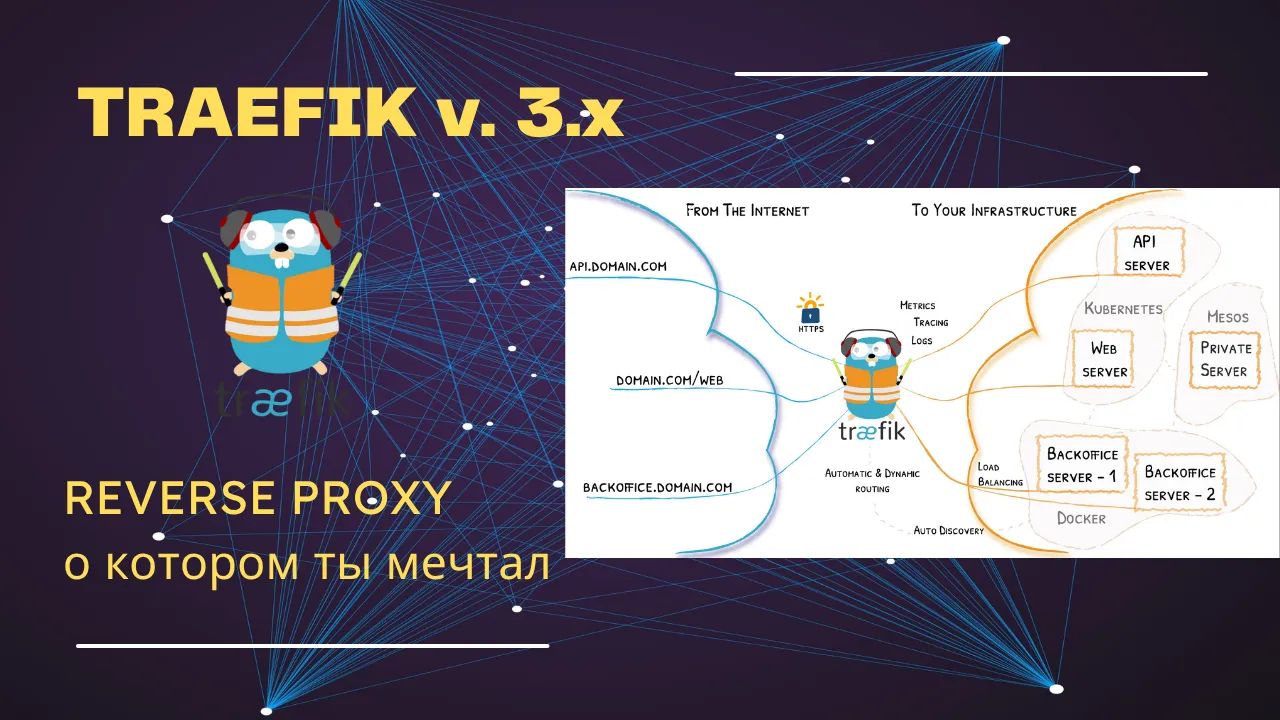 TRAEFIK v. 3.x
træfik
REVERSE PROXY
о котором ты мечтал
From The Internet
To Your Infrastructure
API.DOMAIN.COM
DOMAIN.COM/WEB
BACKOFFICE.DOMAIN.COM
HTTPS
Metrics
Tracing
Logs
træfik
Automatic & Dynamic
routing
Auto Discovery
Load
Balancing
API
server
Kubernetes
Web
server
Mesos
Private
Server
Backoffice
server - 1
Backoffice
server - 2
Docker